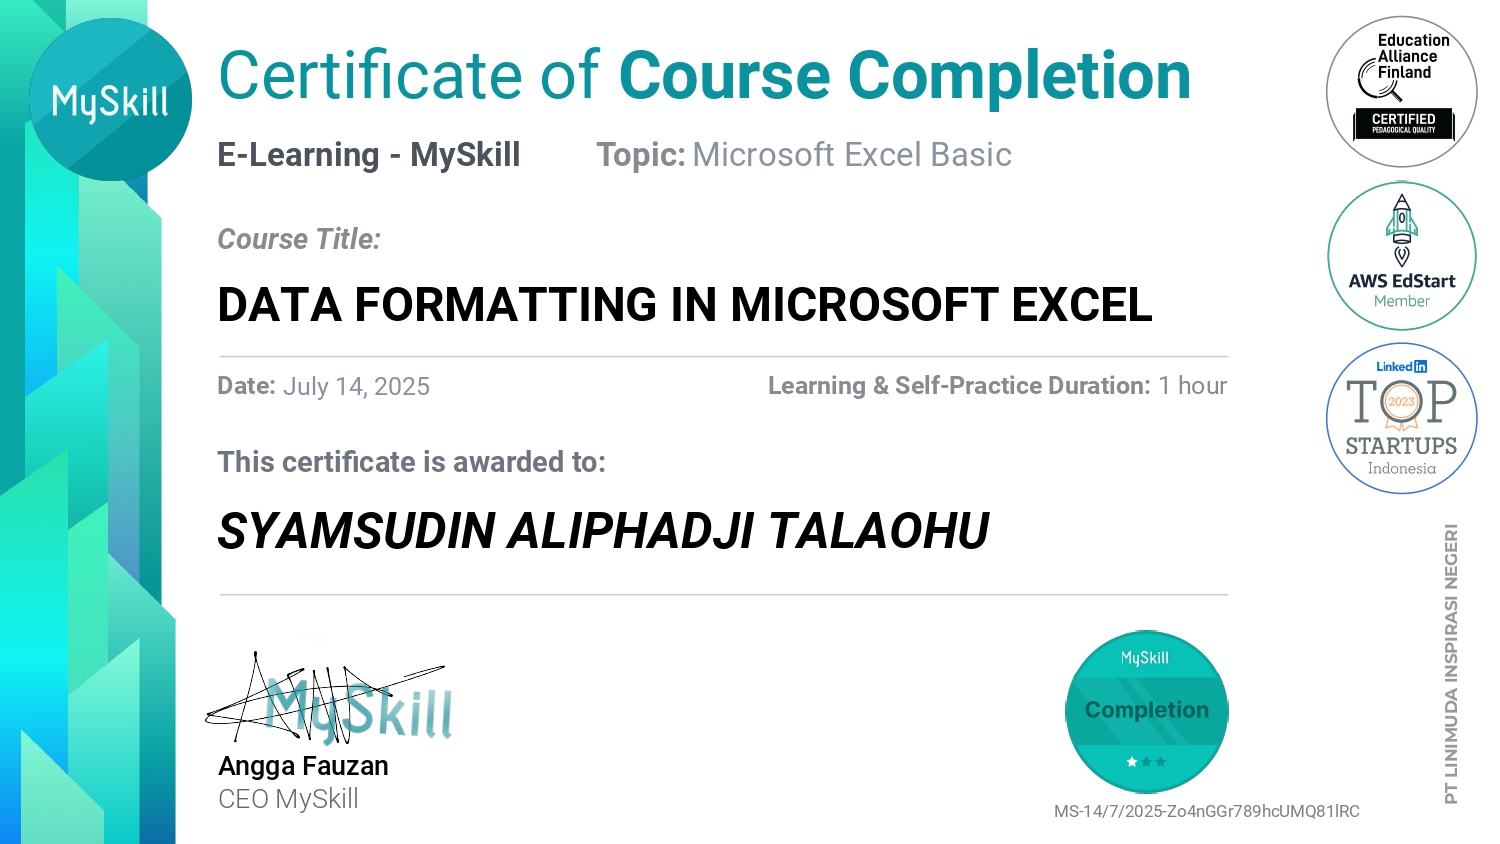 MySkill
Certificate of Course Completion
E-Learning - MySkill Topic: Microsoft Excel Basic
Course Title:
DATA FORMATTING IN MICROSOFT EXCEL
Date: July 14, 2025 Learning & Self-Practice Duration: 1 hour
This certificate is awarded to:
SYAMSUDIN ALIPHADJI TALAOHU
MySkill
Angga Fauzan
CEO MySkill
MySkill
Completion
MS-14/7/2025-Zo4nGGr789hcUMQ81lRC
Education
Alliance
Finland
CERTIFIED
PEDAGOGICAL QUALITY
AWS EdStart
Member
Linked in
TOP
2023
STARTUPS
Indonesia
PT LINIMUDA INSPIRASI NEGERI